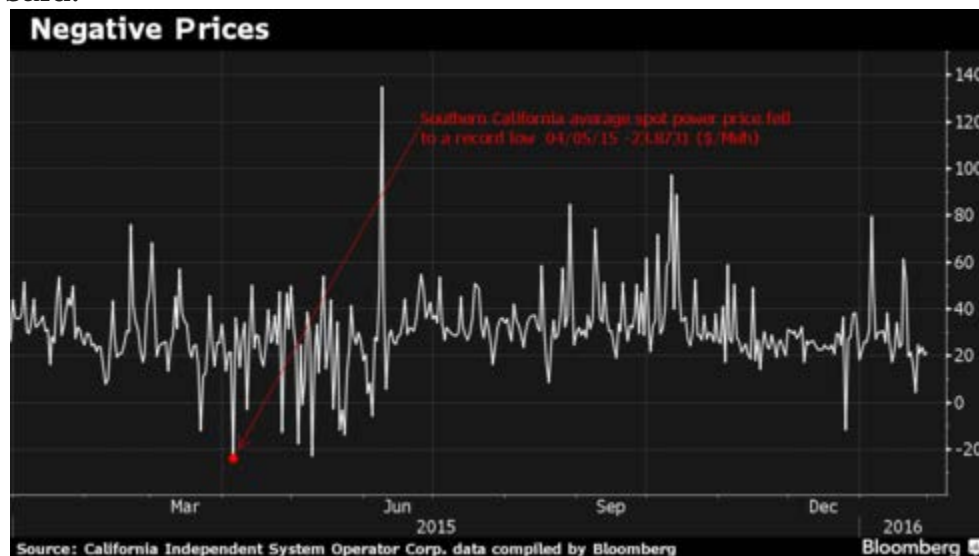 Negative Prices
140
120
100
80
60
40
20
0
-20
Southern California average spot power price fell
to a record low 04/05/15 -23.8731 ($/Mwh)
Mar Jun Sep Dec
2015 2016
Source: California Independent System Operator Corp. data compiled by Bloomberg
Bloomberg